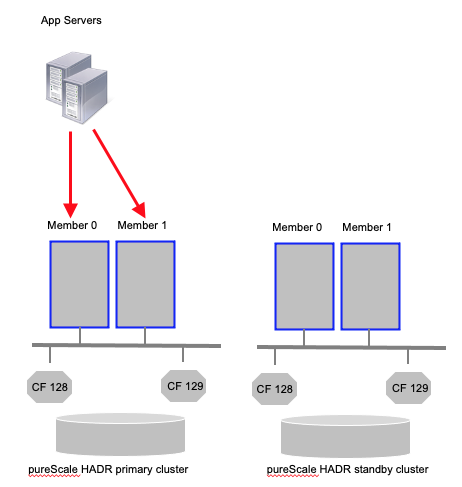 App Servers
Member 0
Member 1
Member 0
Member 1
CF 128
CF 129
CF 128
CF 129
pureScale HADR primary cluster
pureScale HADR standby cluster